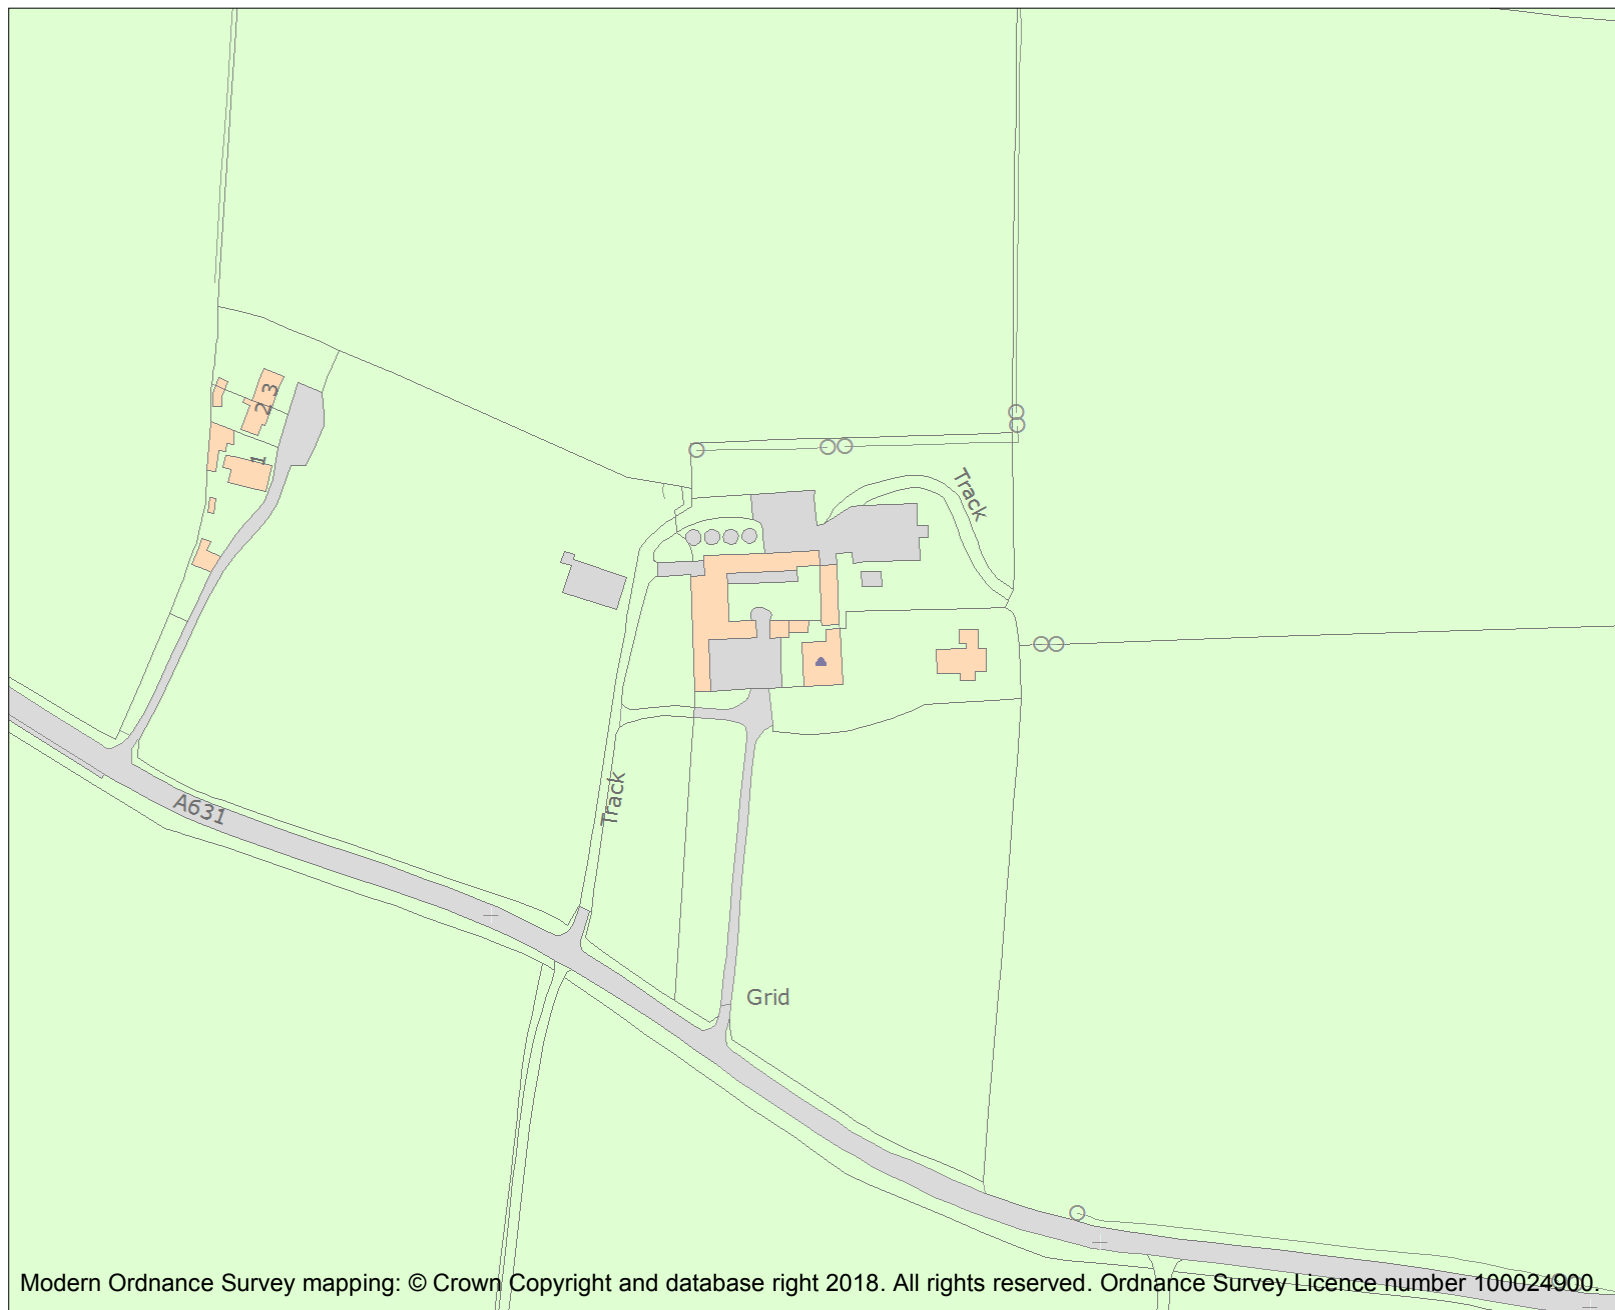 3
2
1
Track
A631
Track
Grid
Modern Ordnance Survey mapping: © Crown Copyright and database right 2018. All rights reserved. Ordnance Survey Licence number 100024900.